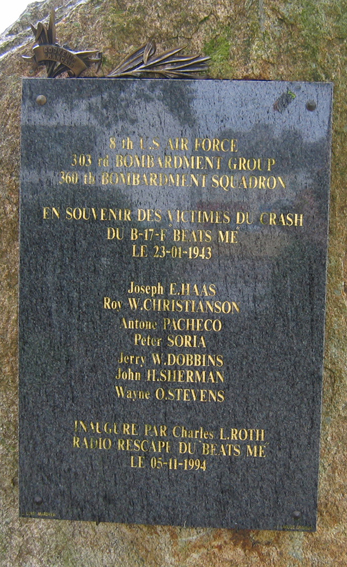 8 th U.S AIR FORCE
303 rd BOMBARDMENT GROUP
360 th BOMBARDMENT SQUADRON
EN SOUVENIR DES VICTIMES DU CRASH
DU B-17-F BEATS ME
LE 23-01-1943
Joseph E.HAAS
Roy W.CHRISTIANSON
Antone PACHECO
Peter SORIA
Jerry W.DOBBINS
John H.SHERMAN
Wayne O.STEVENS
INAUGURE PAR Charles L.ROTH
RADIO RESCAPE DU BEATS ME
LE 05-11-1994